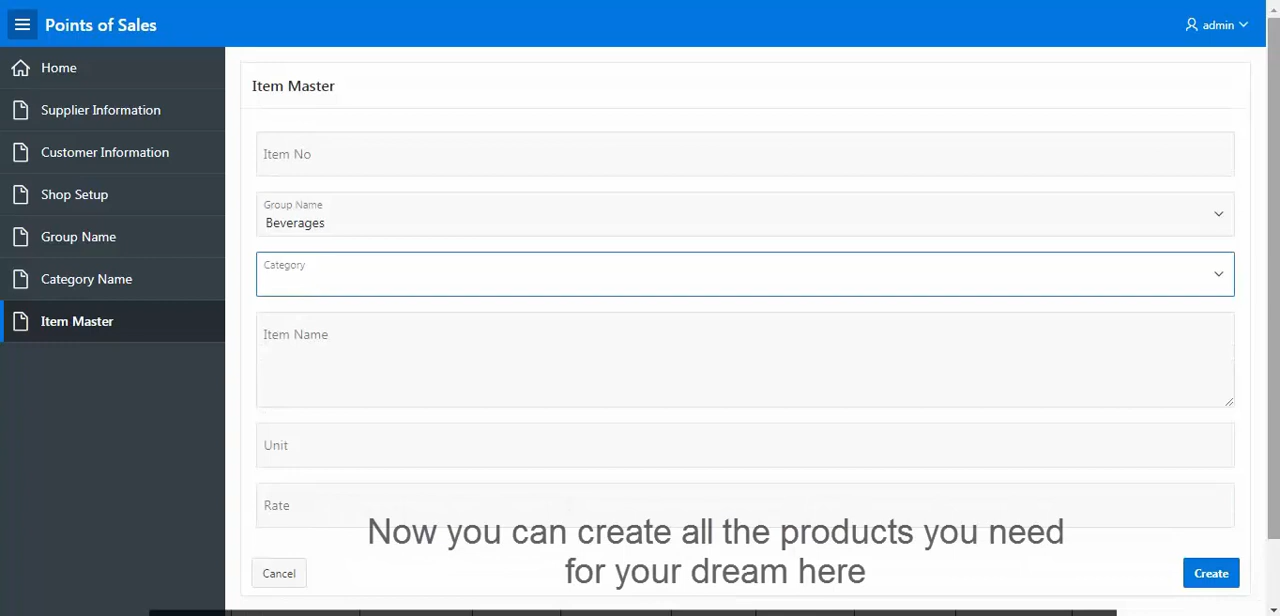 Points of Sales
admin
Home
Supplier Information
Customer Information
Shop Setup
Group Name
Category Name
Item Master
Item Master
Item No
Group Name
Beverages
Category
Item Name
Unit
Rate
Now you can create all the products you need
for your dream here
Cancel
Create